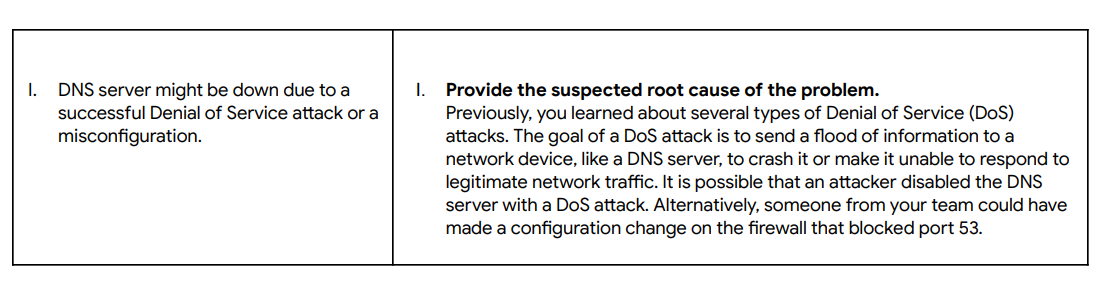 I. DNS server might be down due to a
successful Denial of Service attack or a
misconfiguration.
I. Provide the suspected root cause of the problem.
Previously, you learned about several types of Denial of Service (DoS)
attacks. The goal of a DoS attack is to send a flood of information to a
network device, like a DNS server, to crash it or make it unable to respond to
legitimate network traffic. It is possible that an attacker disabled the DNS
server with a DoS attack. Alternatively, someone from your team could have
made a configuration change on the firewall that blocked port 53.